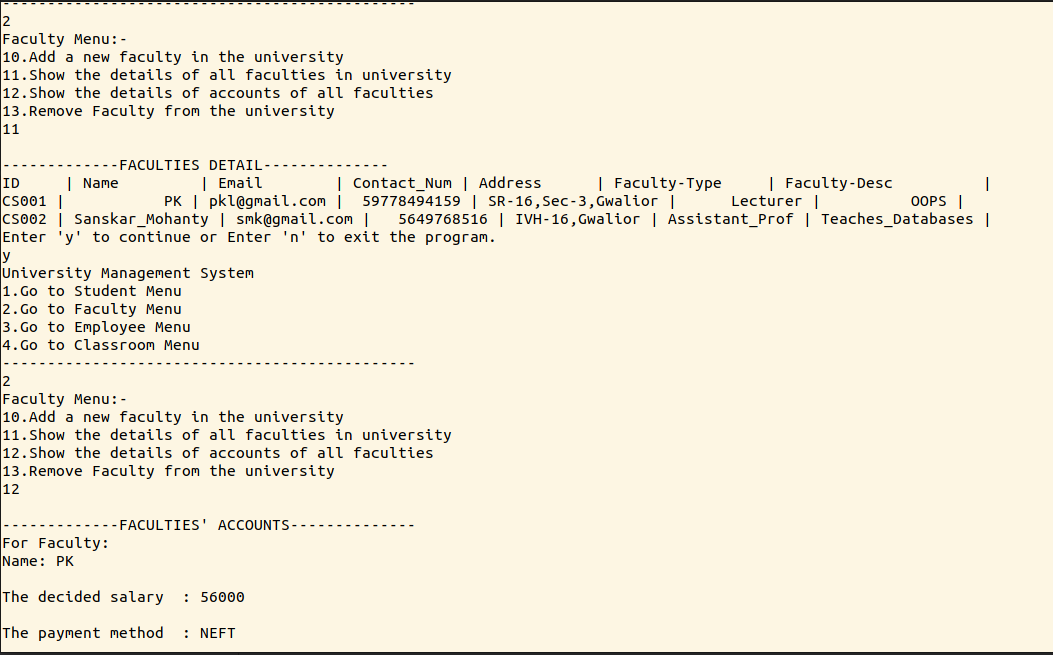 ----------------------------------------------
2
Faculty Menu:-
10.Add a new faculty in the university
11.Show the details of all faculties in university
12.Show the details of accounts of all faculties
13.Remove Faculty from the university
11
-------------FACULTIES DETAIL--------------
ID     | Name         | Email        | Contact_Num | Address      | Faculty-Type     | Faculty-Desc          |
CS001 |           PK | pkl@gmail.com |  59778494159 | SR-16,Sec-3,Gwalior |      Lecturer |          OOPS |
CS002 | Sanskar_Mohanty | smk@gmail.com |   5649768516 | IVH-16,Gwalior | Assistant_Prof | Teaches_Databases |
Enter 'y' to continue or Enter 'n' to exit the program.
y
University Management System
1.Go to Student Menu
2.Go to Faculty Menu
3.Go to Employee Menu
4.Go to Classroom Menu
----------------------------------------------
2
Faculty Menu:-
10.Add a new faculty in the university
11.Show the details of all faculties in university
12.Show the details of accounts of all faculties
13.Remove Faculty from the university
12
-------------FACULTIES' ACCOUNTS--------------
For Faculty:
Name: PK
The decided salary  : 56000
The payment method  : NEFT